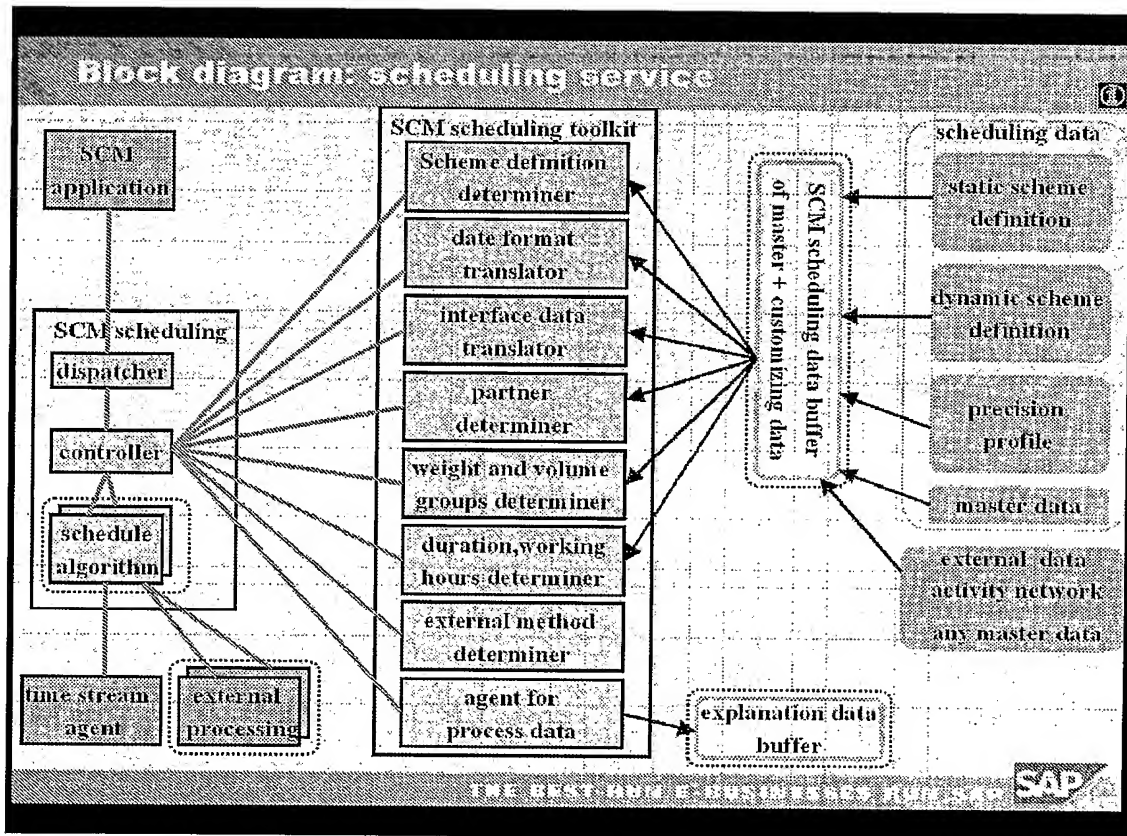 Block diagram: scheduling service
SCM
application
SCM scheduling
dispatcher
controller
schedule
algorithm
time stream
agent
external
processing
SCM scheduling toolkit
Scheme definition
determiner
date format
translator
interface data
translator
partner
determiner
weight and volume
groups determiner
duration,working
hours determiner
external method
determiner
agent for
process data
SCM scheduling data buffer
of master + customizing data
explanation data
buffer
scheduling data
static scheme
definition
dynamic scheme
definition
precision
profile
master data
external data
activity network
any master data
THE BEST-RUN E-BUSINESSES RUN SAP
SAP